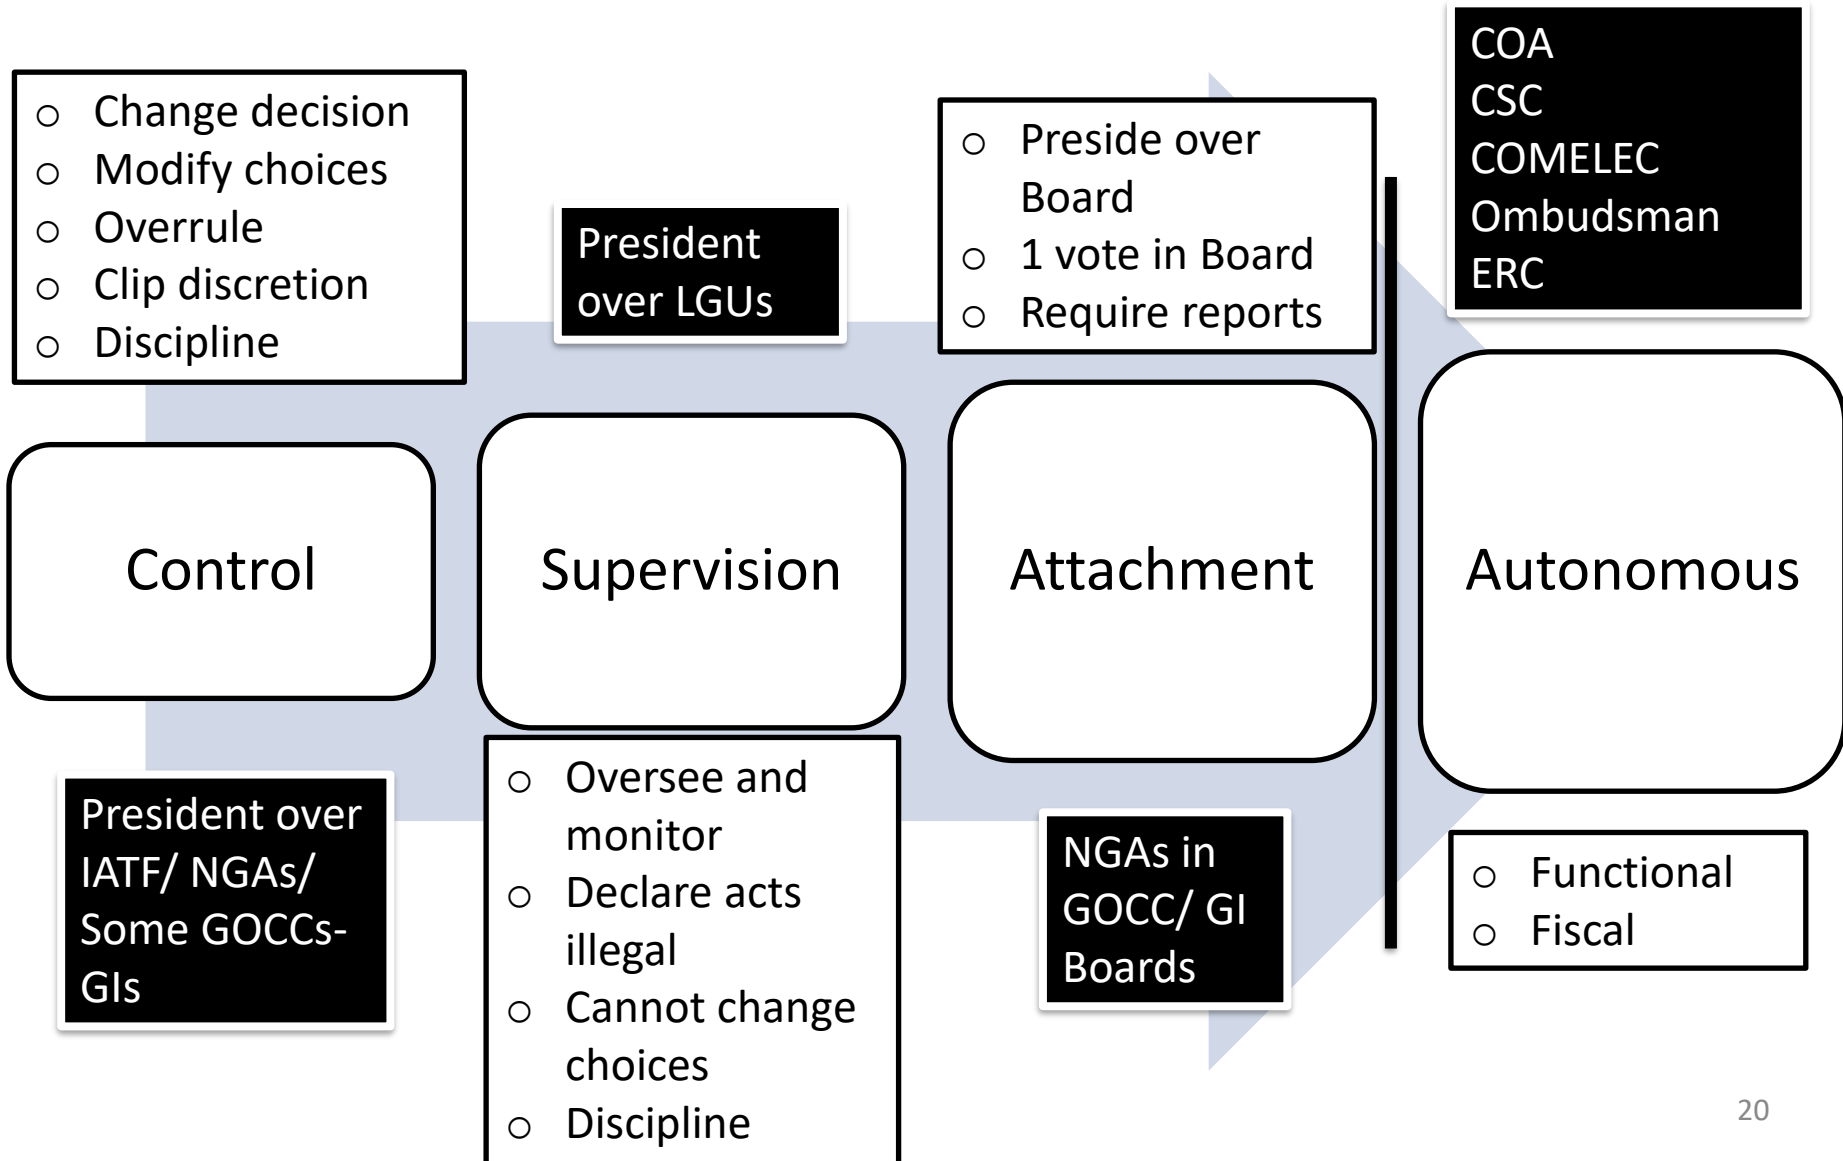 ○ Change decision
○ Modify choices
○ Overrule
○ Clip discretion
○ Discipline
President
over LGUs
○ Preside over
Board
○ 1 vote in Board
○ Require reports
COA
CSC
COMELEC
Ombudsman
ERC
Control
Supervision
Attachment
Autonomous
President over
IATF/ NGAs/
Some GOCCs-
GIs
○ Oversee and
monitor
○ Declare acts
illegal
○ Cannot change
choices
○ Discipline
NGAs in
GOCC/ GI
Boards
○ Functional
○ Fiscal
20